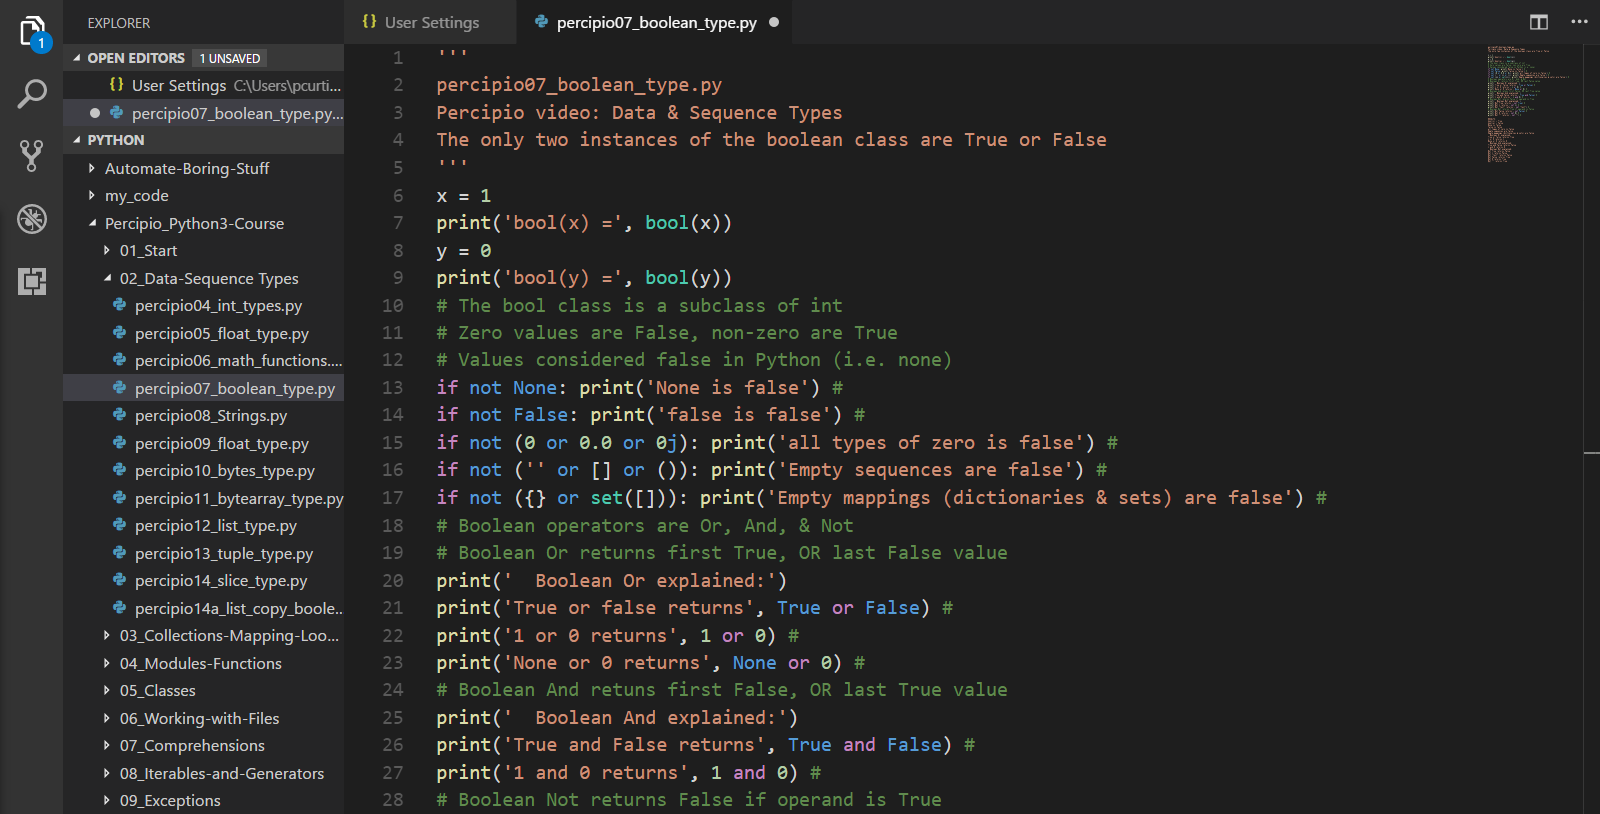 EXPLORER
1
OPEN EDITORS 1 UNSAVED
{} User Settings C:\Users\pcurti...
percipio07_boolean_type.py...
PYTHON
Automate-Boring-Stuff
my_code
Percipio_Python3-Course
01_Start
02_Data-Sequence Types
percipio04_int_types.py
percipio05_float_type.py
percipio06_math_functions....
percipio07_boolean_type.py
percipio08_Strings.py
percipio09_float_type.py
percipio10_bytes_type.py
percipio11_bytearray_type.py
percipio12_list_type.py
percipio13_tuple_type.py
percipio14_slice_type.py
percipio14a_list_copy_boole...
03_Collections-Mapping-Loo...
04_Modules-Functions
05_Classes
06_Working-with-Files
07_Comprehensions
08_Iterables-and-Generators
09_Exceptions
{} User Settings
percipio07_boolean_type.py
1 '''
2 percipio07_boolean_type.py
3 Percipio video: Data & Sequence Types
4 The only two instances of the boolean class are True or False
5 '''
6 x = 1
7 print('bool(x) =', bool(x))
8 y = 0
9 print('bool(y) =', bool(y))
10 # The bool class is a subclass of int
11 # Zero values are False, non-zero are True
12 # Values considered false in Python (i.e. none)
13 if not None: print('None is false') #
14 if not False: print('false is false') #
15 if not (0 or 0.0 or 0j): print('all types of zero is false') #
16 if not ('' or [] or ()): print('Empty sequences are false') #
17 if not ({} or set([])): print('Empty mappings (dictionaries & sets) are false') #
18 # Boolean operators are Or, And, & Not
19 # Boolean Or returns first True, OR last False value
20 print('  Boolean Or explained:')
21 print('True or false returns', True or False) #
22 print('1 or 0 returns', 1 or 0) #
23 print('None or 0 returns', None or 0) #
24 # Boolean And retuns first False, OR last True value
25 print('  Boolean And explained:')
26 print('True and False returns', True and False) #
27 print('1 and 0 returns', 1 and 0) #
28 # Boolean Not returns False if operand is True